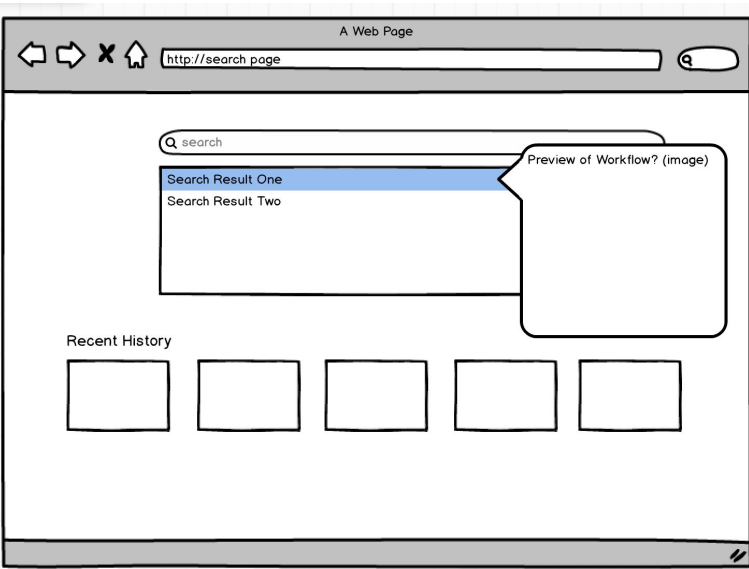 A Web Page
http://search page
search
Preview of Workflow? (image)
Search Result One
Search Result Two
Recent History